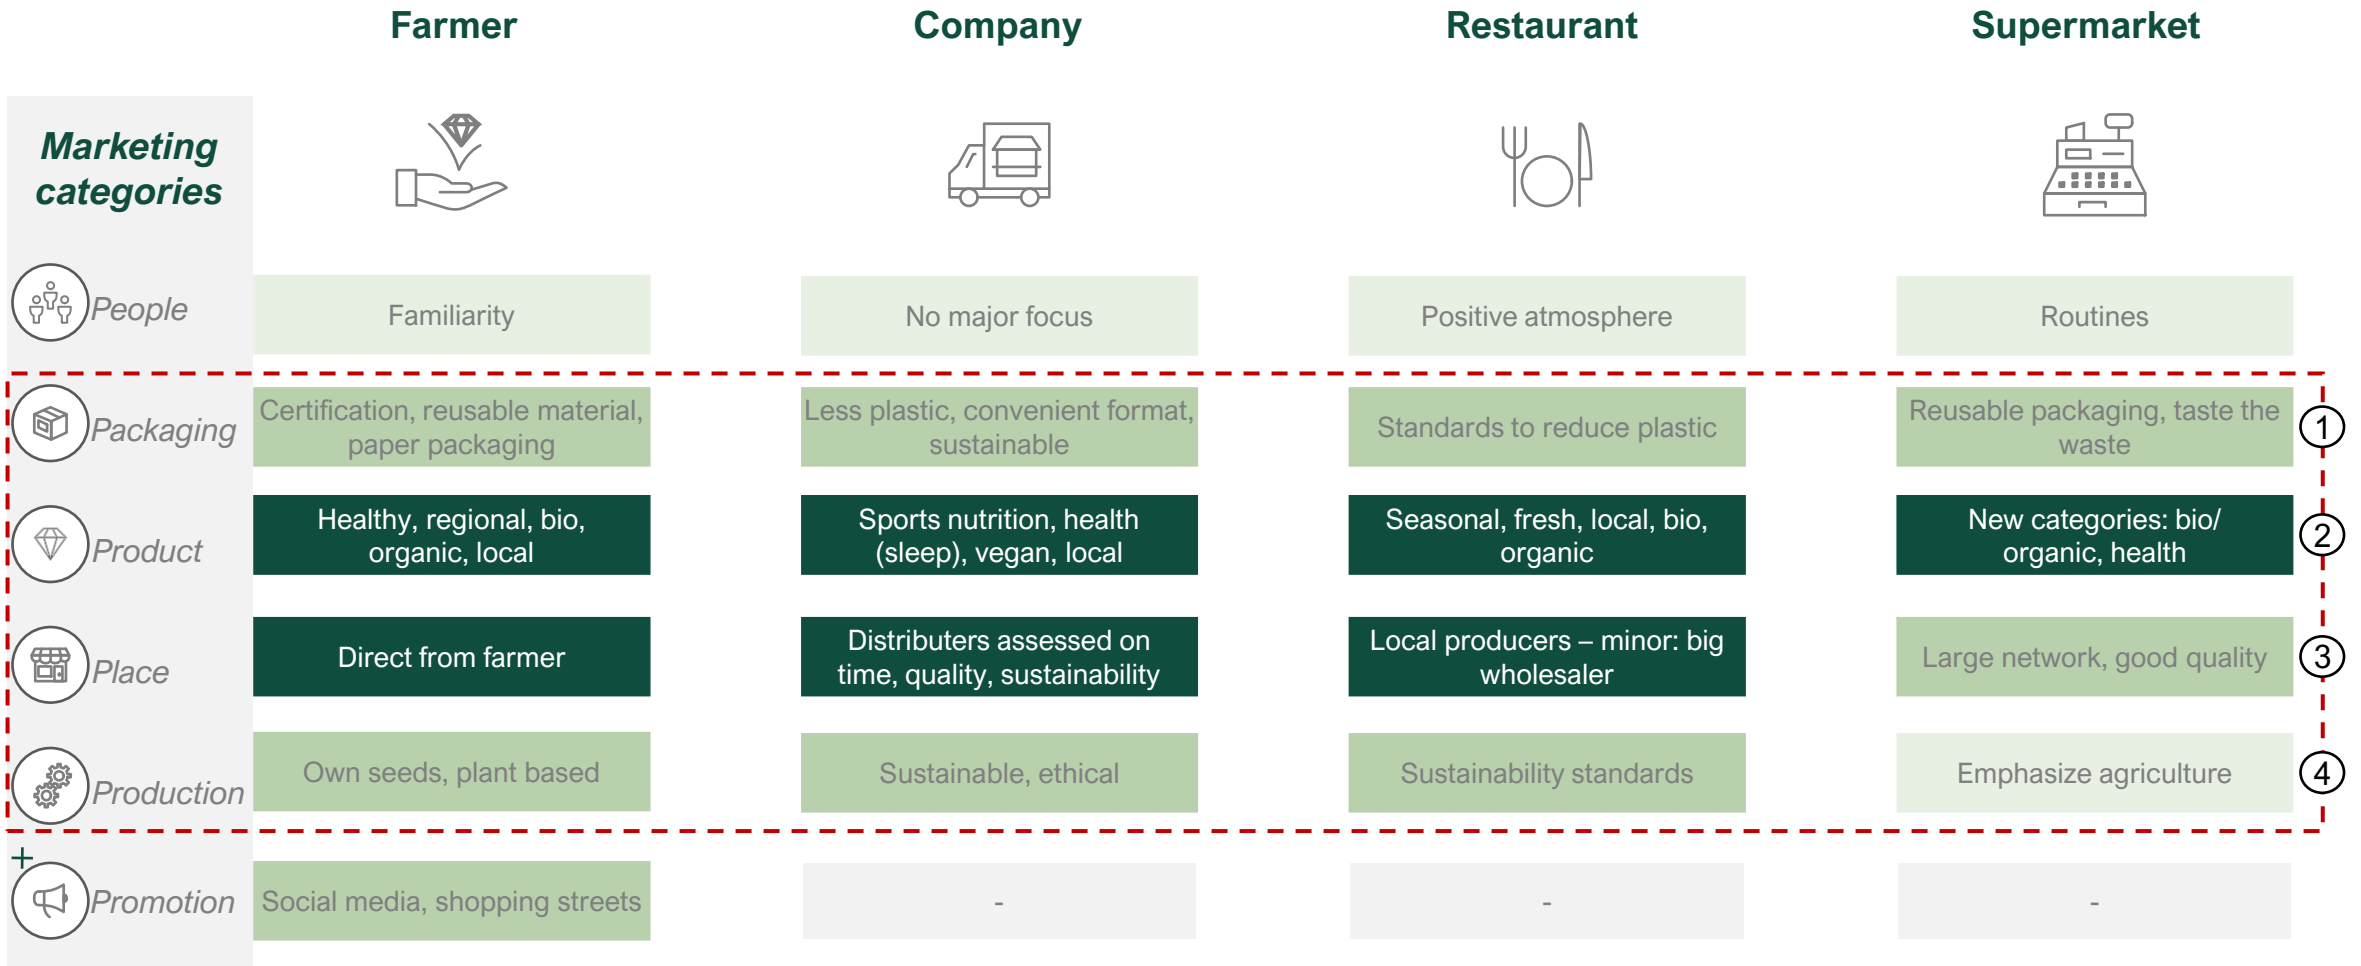 Farmer
Company
Restaurant
Supermarket
Marketing
categories
People
Familiarity
No major focus
Positive atmosphere
Routines
Packaging
Certification, reusable material,
paper packaging
Less plastic, convenient format,
sustainable
Standards to reduce plastic
Reusable packaging, taste the
waste
1
Product
Healthy, regional, bio,
organic, local
Sports nutrition, health
(sleep), vegan, local
Seasonal, fresh, local, bio,
organic
New categories: bio/
organic, health
2
Place
Direct from farmer
Distributers assessed on
time, quality, sustainability
Local producers – minor: big
wholesaler
Large network, good quality
3
Production
Own seeds, plant based
Sustainable, ethical
Sustainability standards
Emphasize agriculture
4
+
Promotion
Social media, shopping streets
-
-
-